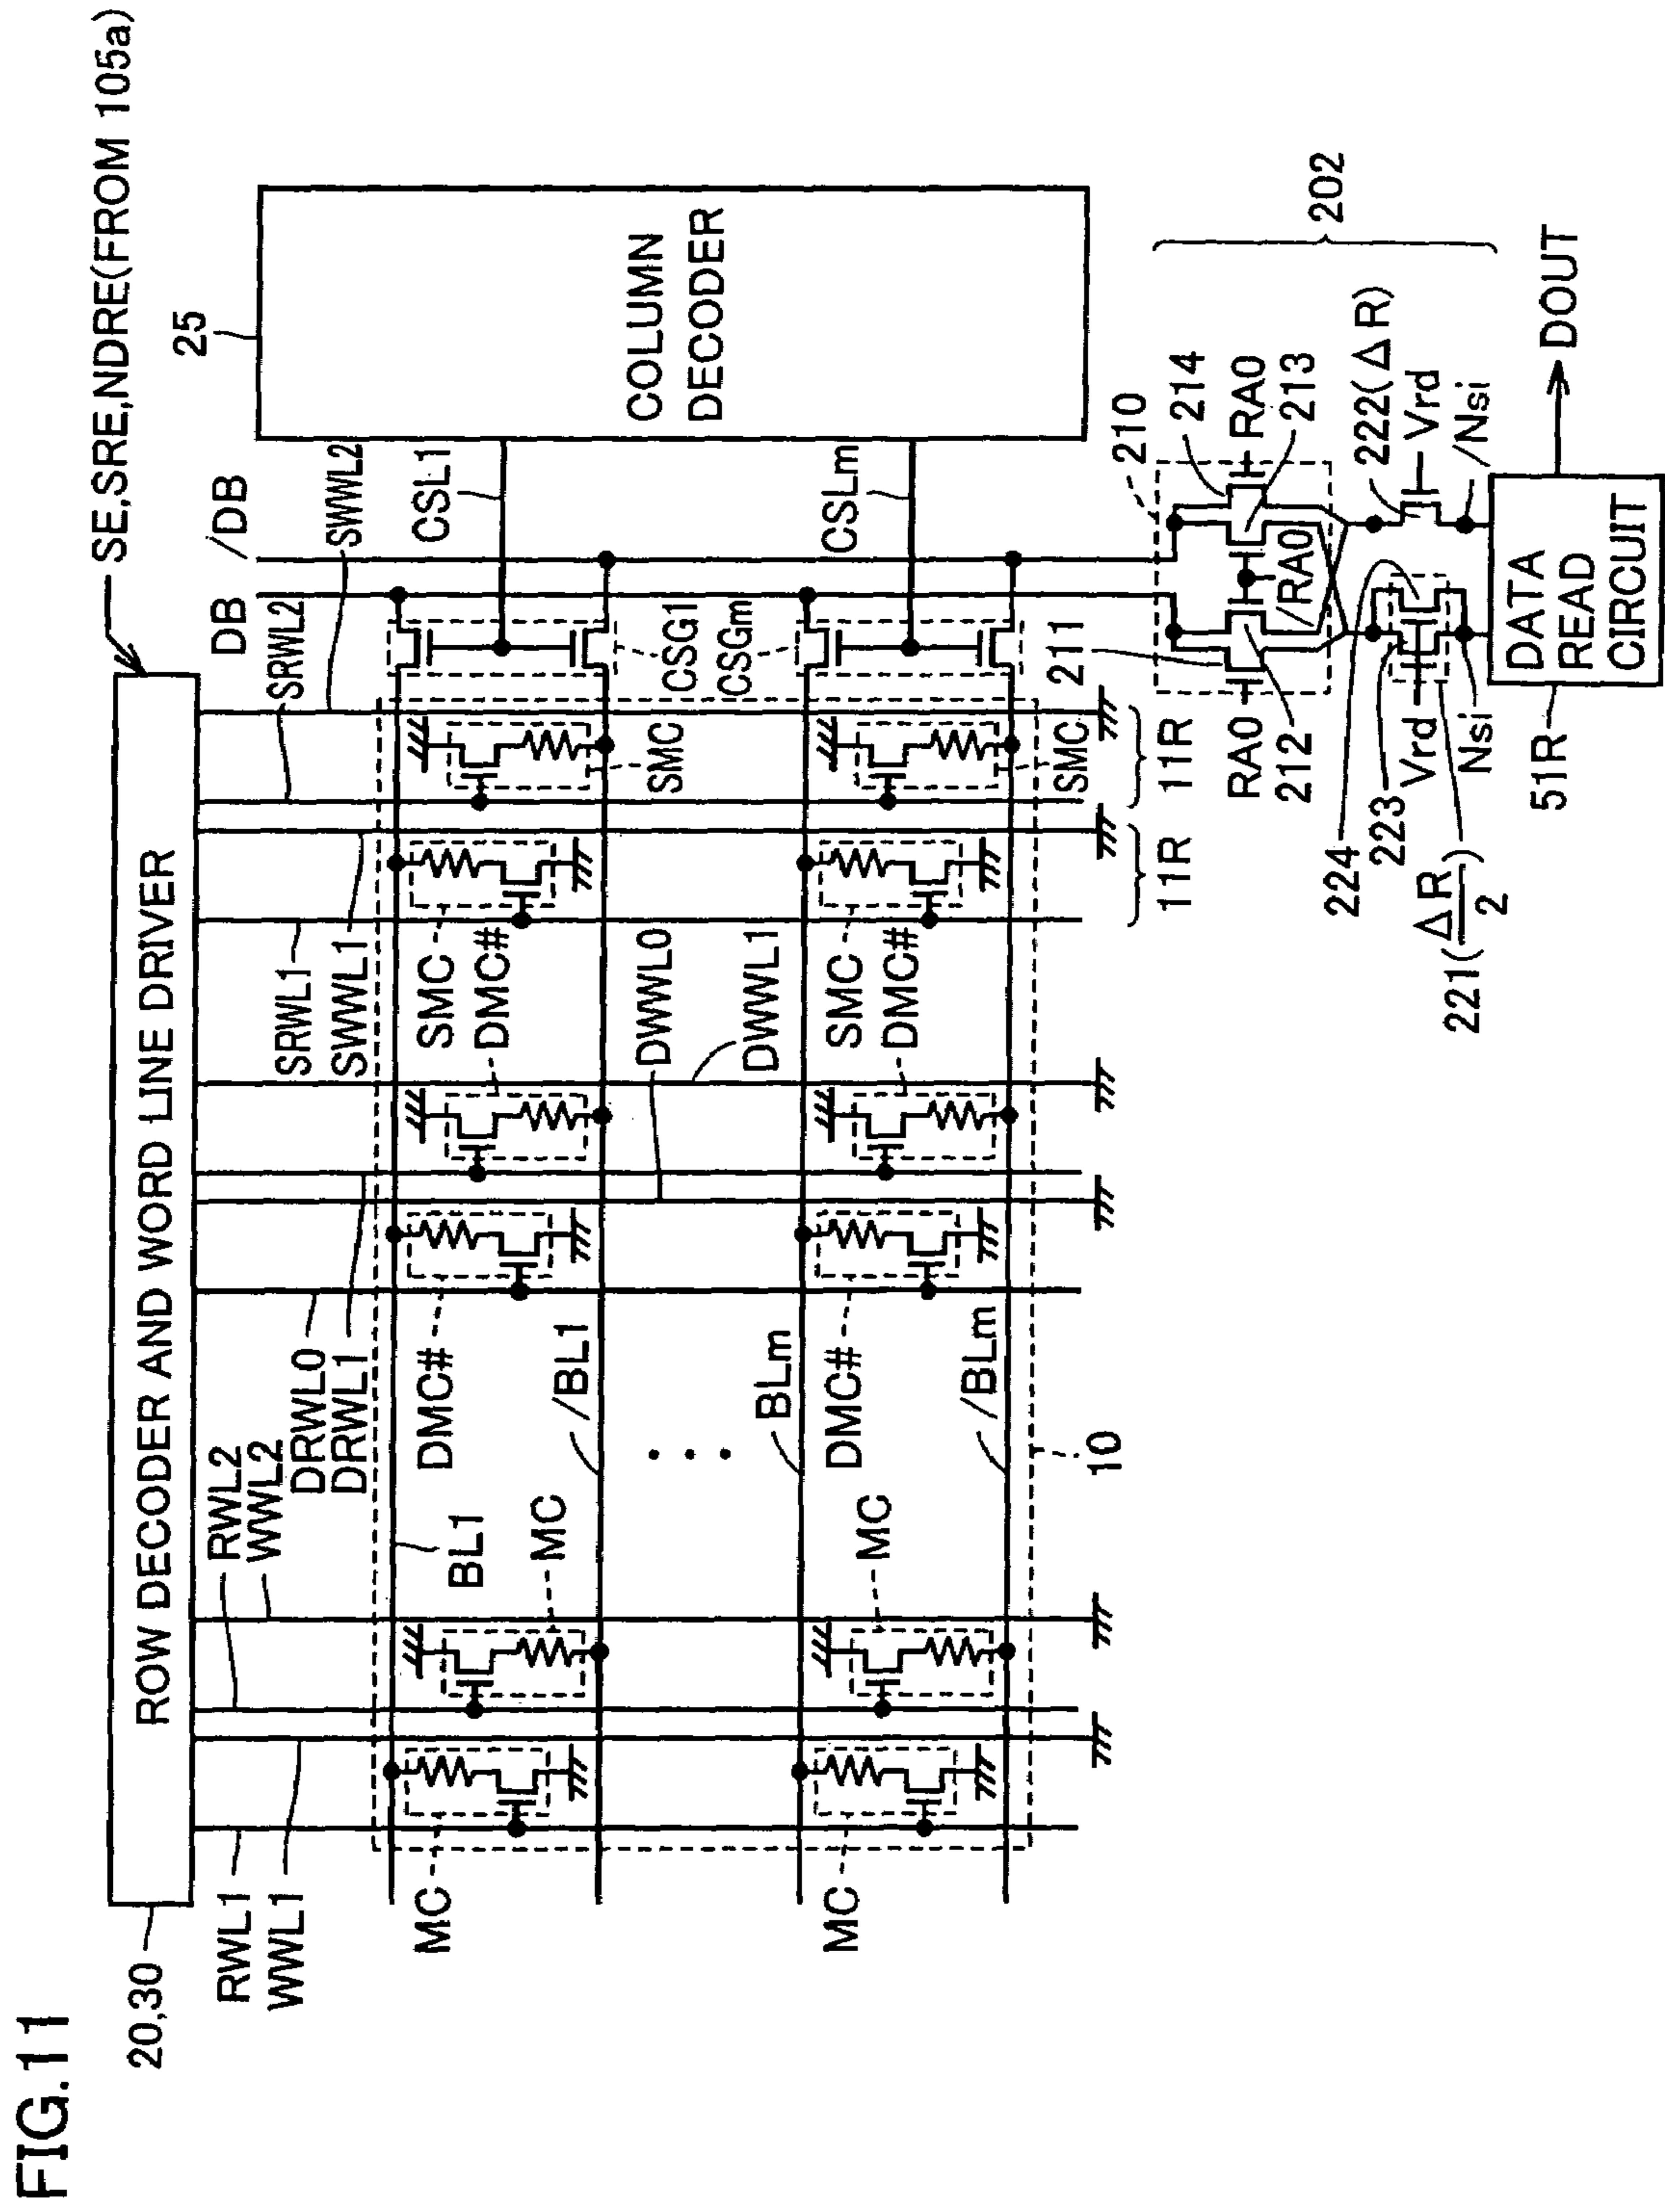 FIG.11
20,30
ROW DECODER AND WORD LINE DRIVER
SE,SRE,NDRE(FROM 105a)
RWL1
WWL1
RWL2
WWL2
DRWL0
DRWL1
SRWL1
SWWL1
SRWL2
SWWL2
DB
/DB
25
COLUMN
DECODER
CSL1
CSLm
MC
BL1
MC
DMC#
/BL1
SMC
DMC#
DWWL0
DWWL1
SMC
CSG1
CSGm
MC
MC
BLm
DMC#
/BLm
SMC
DMC#
SMC
10
11R
11R
211
210
214
RA0
213
/RA0
RA0
212
202
224
223
Vrd
Nsi
221(ΔR/2)
222(ΔR)
Vrd
/Nsi
51R
DATA
READ
CIRCUIT
DOUT